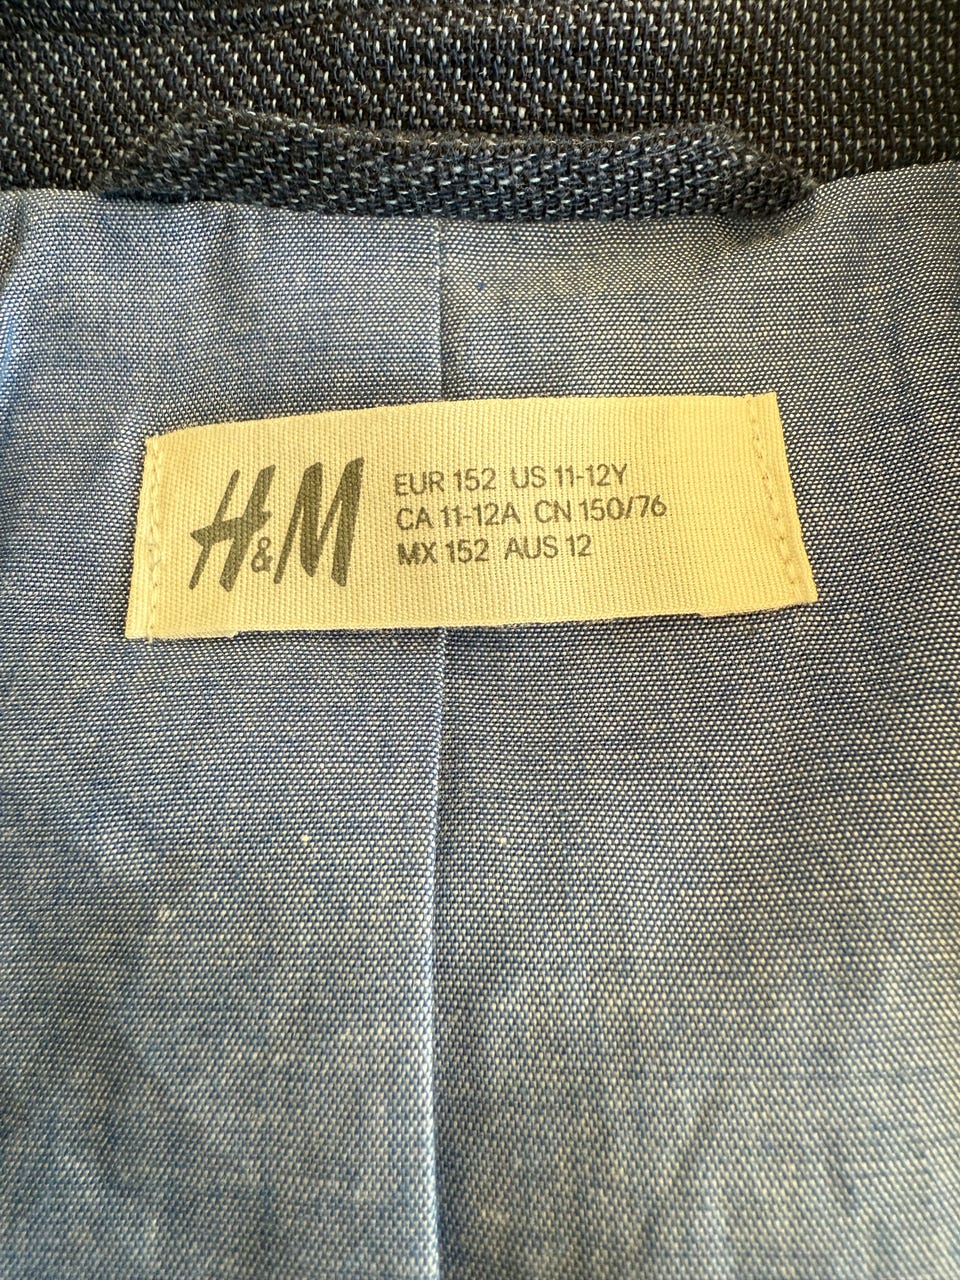 H&M
EUR 152 US 11-12Y
CA 11-12A CN 150/76
MX 152 AUS 12